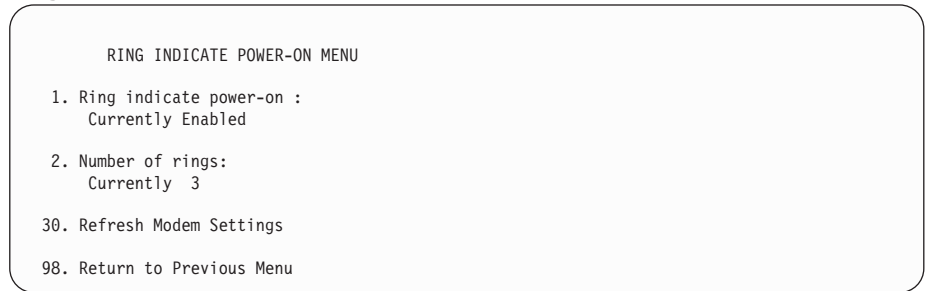 RING INDICATE POWER-ON MENU
1. Ring indicate power-on :
Currently Enabled
2. Number of rings:
Currently 3
30. Refresh Modem Settings
98. Return to Previous Menu